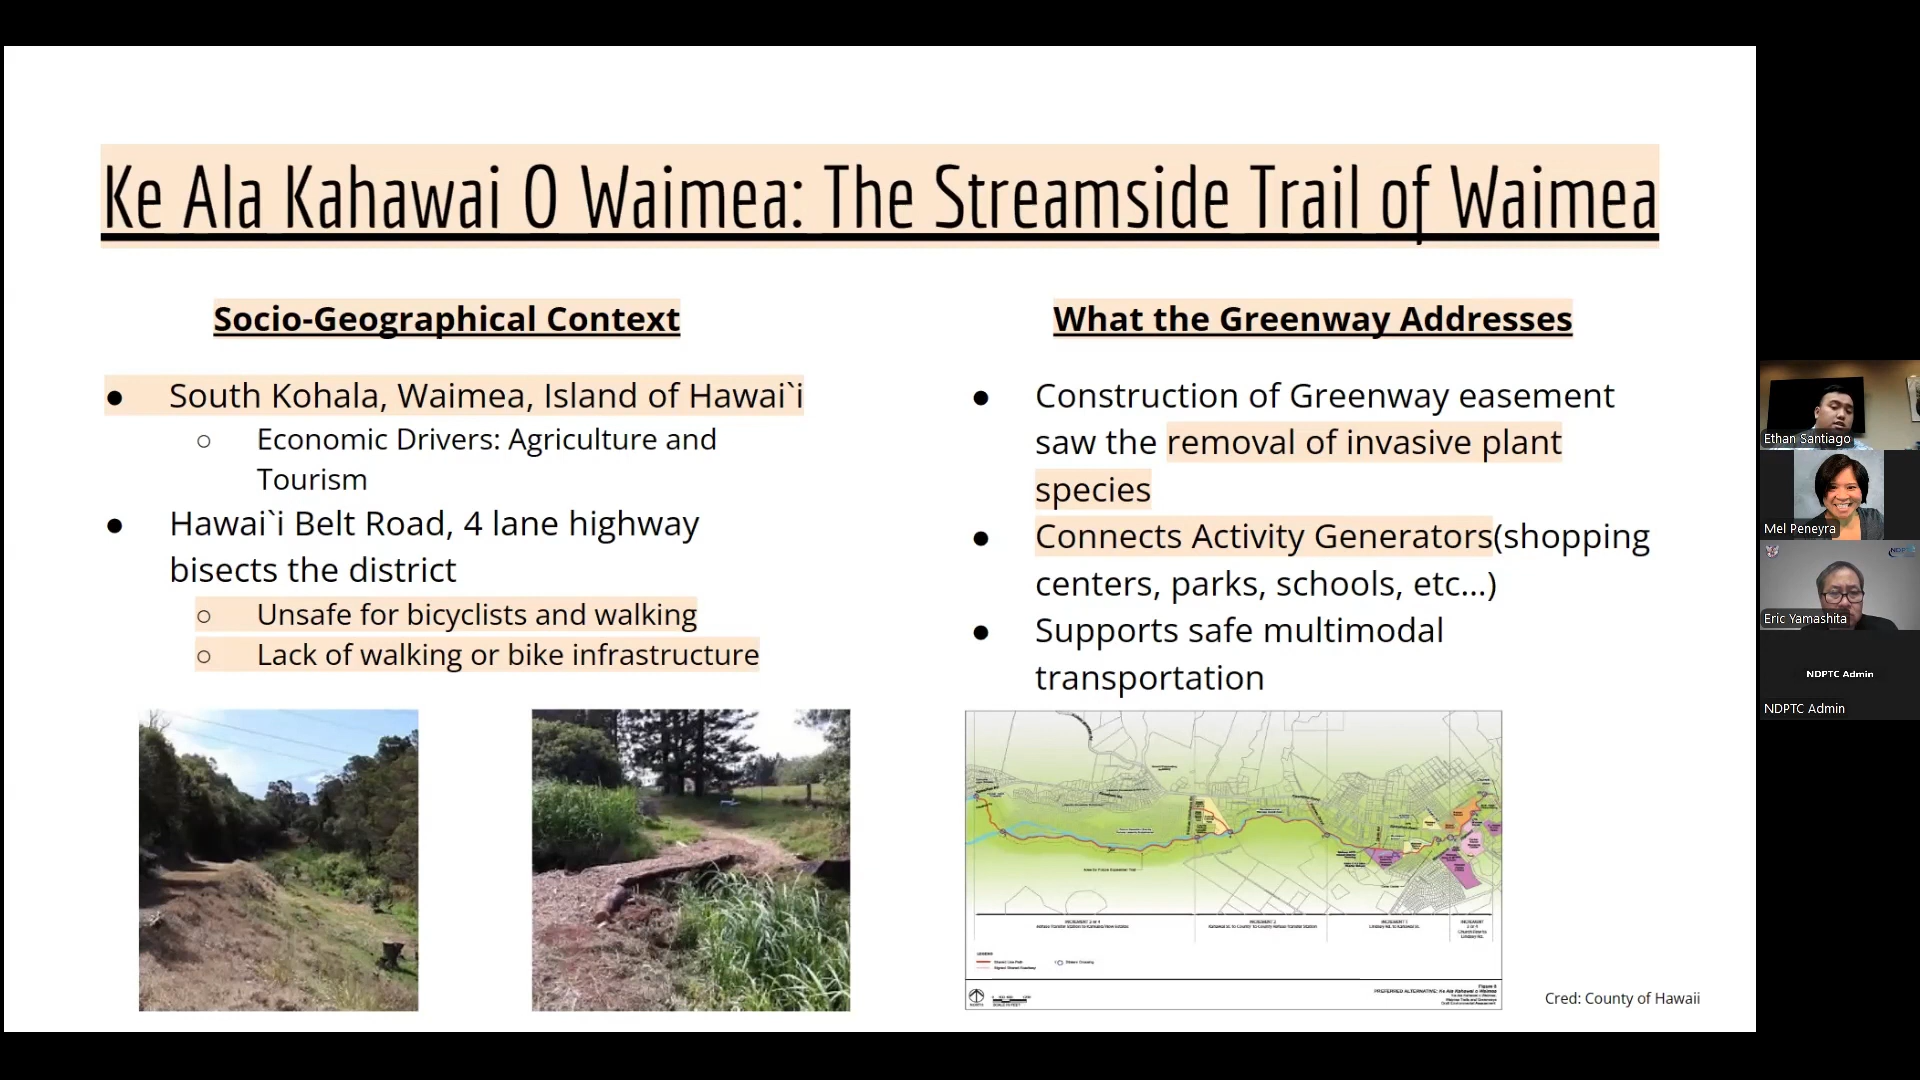 Ke Ala Kahawai O Waimea: The Streamside Trail of Waimea
Socio-Geographical Context
● South Kohala, Waimea, Island of Hawai`i
○ Economic Drivers: Agriculture and
Tourism
● Hawai`i Belt Road, 4 lane highway
bisects the district
○ Unsafe for bicyclists and walking
○ Lack of walking or bike infrastructure
What the Greenway Addresses
● Construction of Greenway easement
saw the removal of invasive plant
species
● Connects Activity Generators(shopping
centers, parks, schools, etc...)
● Supports safe multimodal
transportation
LEGEND
Cred: County of Hawaii
Ethan Santiago
Mel Peneyra
Eric Yamashita
NDPTC Admin
NDPTC Admin